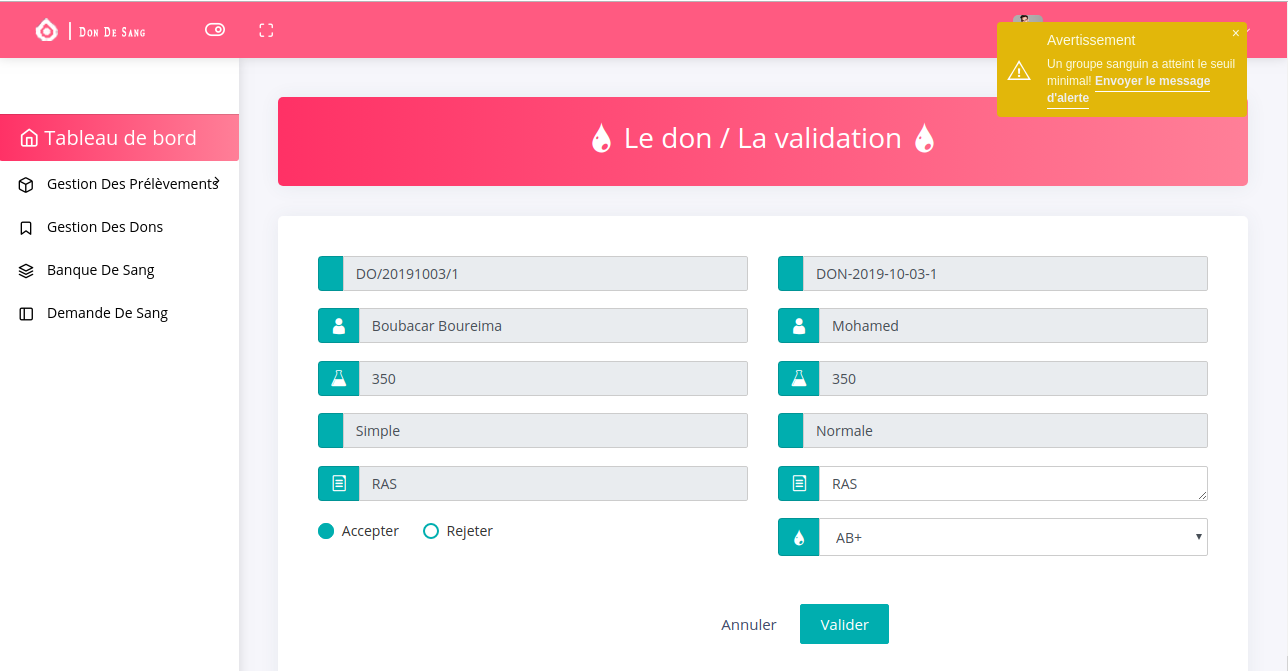 Don De Sang
Avertissement
×
Un groupe sanguin a atteint le seuil
minimal! Envoyer le message
d'alerte
Tableau de bord
Gestion Des Prélèvements
Gestion Des Dons
Banque De Sang
Demande De Sang
Le don / La validation
DO/20191003/1
DON-2019-10-03-1
Boubacar Boureima
Mohamed
350
350
Simple
Normale
RAS
RAS
Accepter
Rejeter
AB+
Annuler
Valider